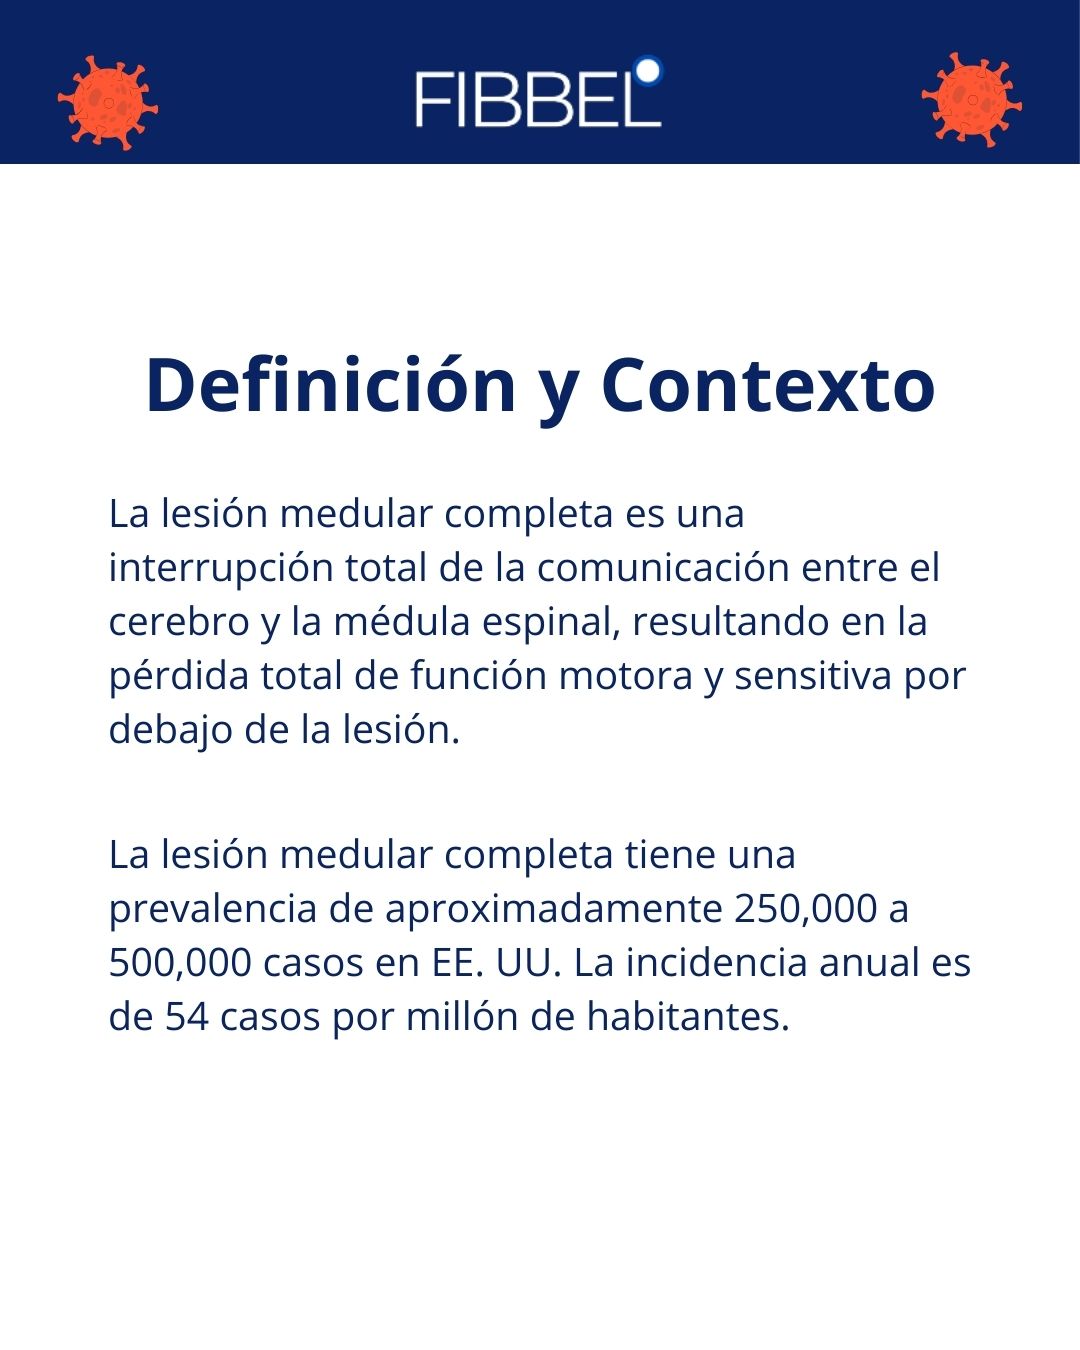 FIBBEL
Definición y Contexto
La lesión medular completa es una
interrupción total de la comunicación entre el
cerebro y la médula espinal, resultando en la
pérdida total de función motora y sensitiva por
debajo de la lesión.
La lesión medular completa tiene una
prevalencia de aproximadamente 250,000 a
500,000 casos en EE. UU. La incidencia anual es
de 54 casos por millón de habitantes.